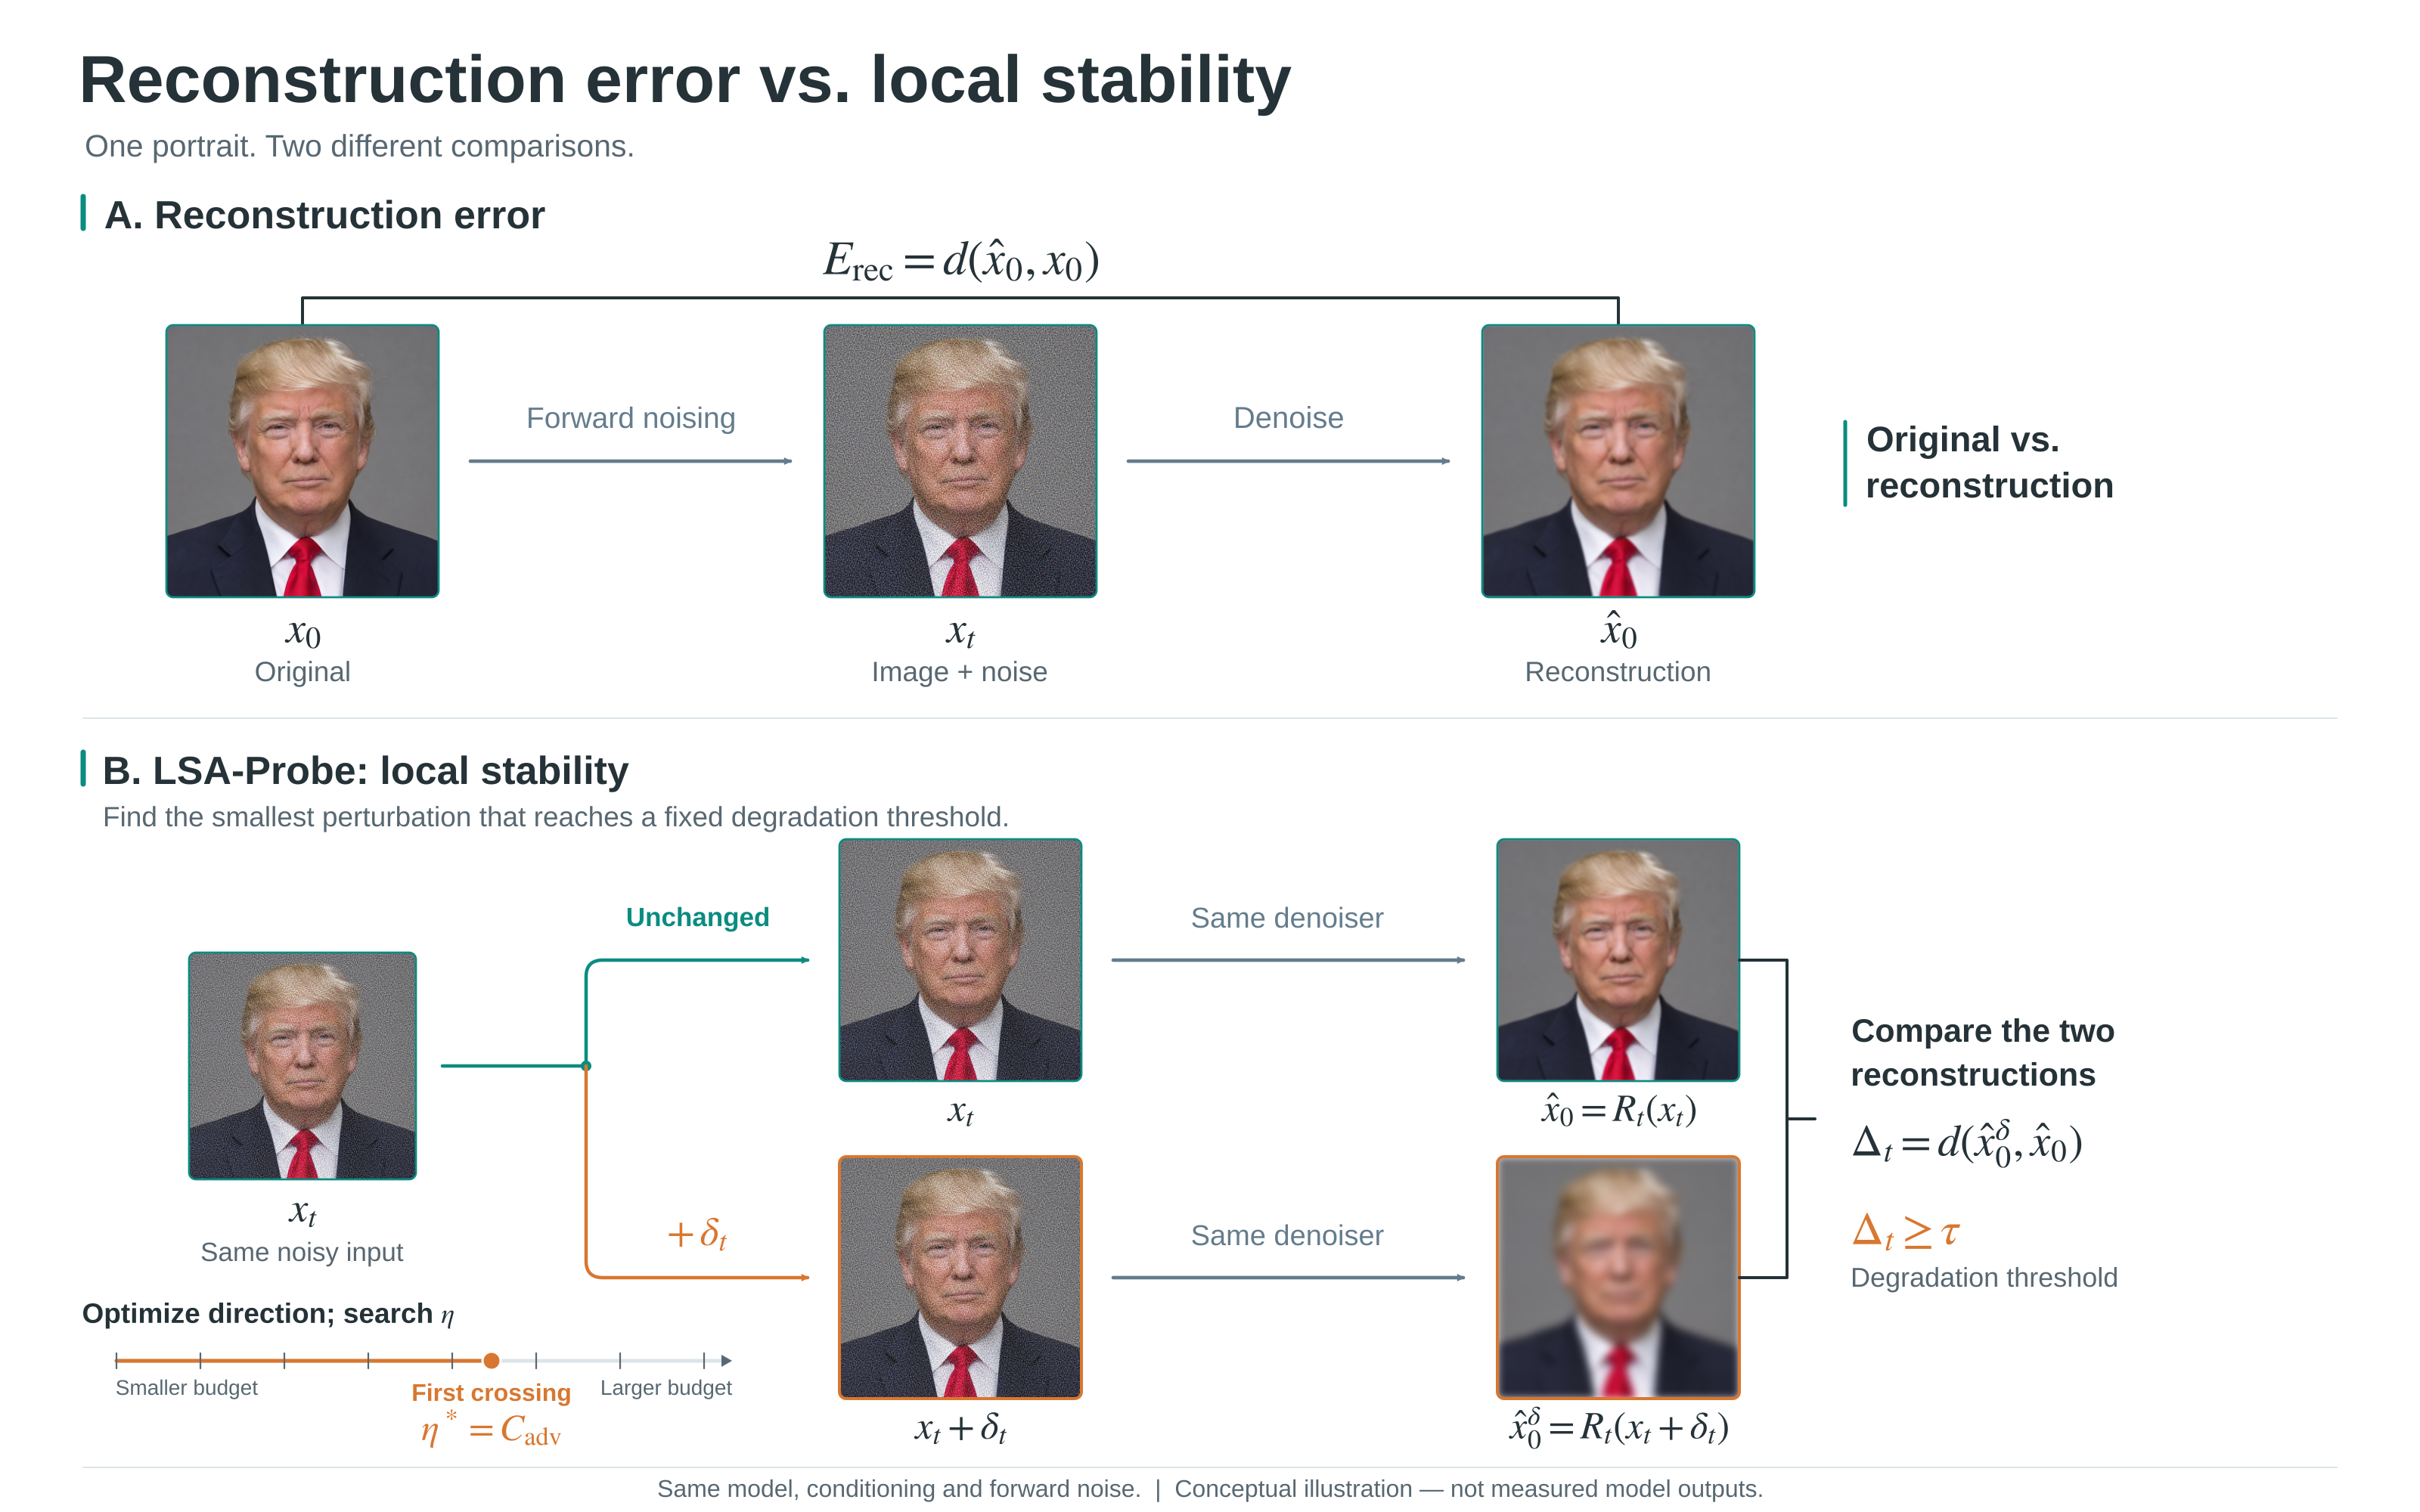 Reconstruction error vs. local stability
One portrait. Two different comparisons.
A. Reconstruction error
E_rec = d(x̂_0, x_0)
Forward noising
Denoise
Original vs.
reconstruction
x_0
Original
x_t
Image + noise
x̂_0
Reconstruction
B. LSA-Probe: local stability
Find the smallest perturbation that reaches a fixed degradation threshold.
Unchanged
Same denoiser
x_t
x̂_0 = R_t(x_t)
Compare the two
reconstructions
Δ_t = d(x̂_0^δ, x̂_0)
Δ_t ≥ τ
Degradation threshold
x_t
Same noisy input
+ δ_t
Same denoiser
Optimize direction; search η
Smaller budget
First crossing
Larger budget
η* = C_adv
x_t + δ_t
x̂_0^δ = R_t(x_t + δ_t)
Same model, conditioning and forward noise. | Conceptual illustration — not measured model outputs.